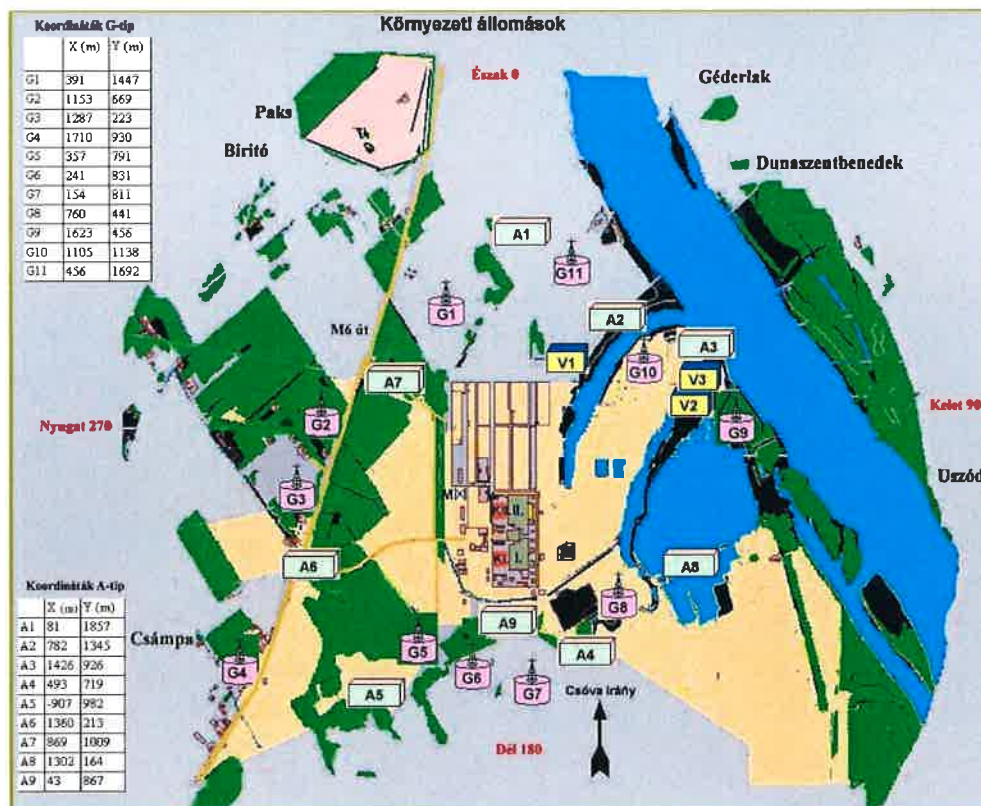 Környezeti állomások
Koordináták G-tip
X (m) Y (m)
G1 391 1447
G2 1153 669
G3 1287 223
G4 1710 930
G5 357 791
G6 241 831
G7 154 811
G8 760 441
G9 1623 456
G10 1105 1138
G11 456 1692
Észak 0
Géderlak
Paks
Biritó
Dunaszentbenedek
A1
G11
G1
A2
M6 út
V1
G10
A3
A7
V3
V2
Kelet 90
G2
G9
Nyugat 270
Uszód
G3
K.II.
II.
K.I.
I.
A6
A8
Koordináták A-tip
X (m) Y (m)
A1 81 1857
A2 782 1345
A3 1426 926
A4 493 719
A5 -907 982
A6 1360 213
A7 869 1009
A8 1302 164
A9 43 867
G8
A9
Csámpa
G5
A4
G4
G6
G7
A5
Csóva irány
Dél 180